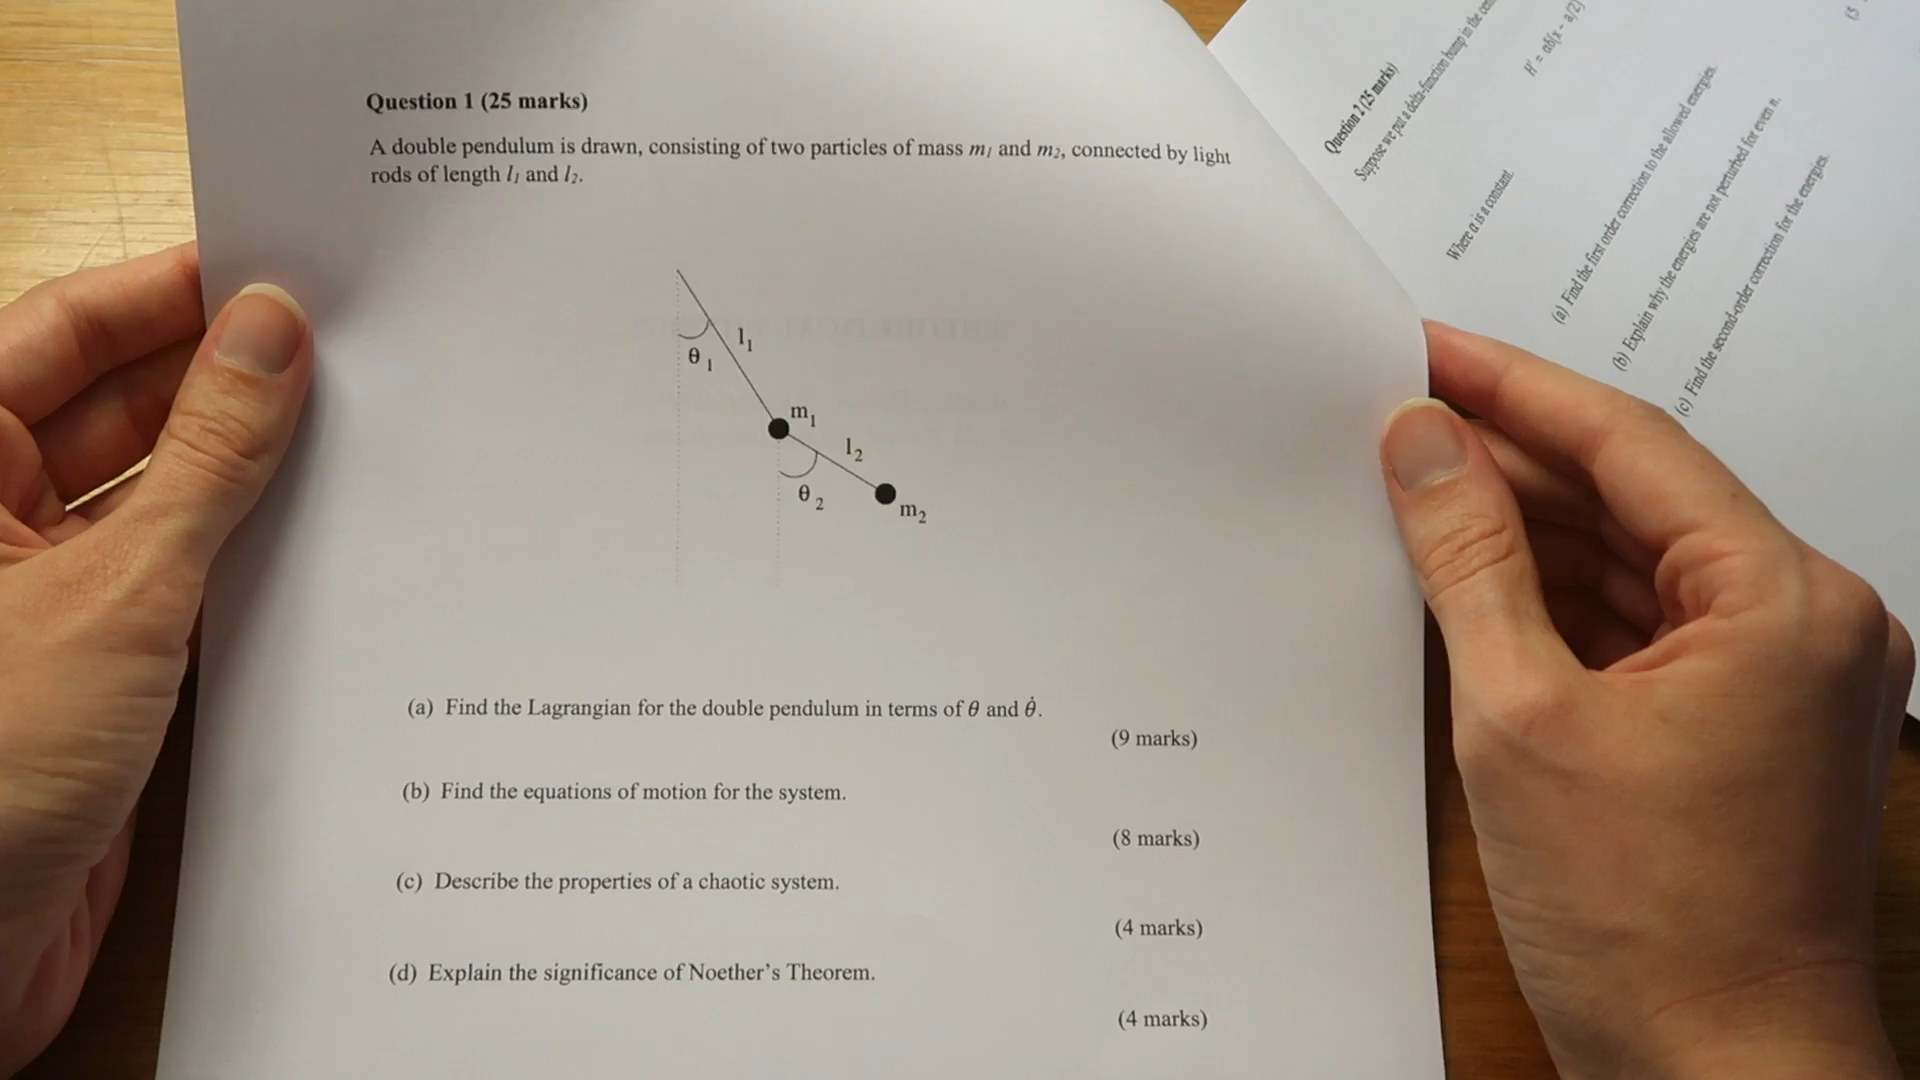 Question 1 (25 marks)
A double pendulum is drawn, consisting of two particles of mass m₁ and m₂, connected by light
rods of length l₁ and l₂.
θ₁
l₁
m₁
l₂
θ₂
m₂
(a) Find the Lagrangian for the double pendulum in terms of θ and θ̇.
(9 marks)
(b) Find the equations of motion for the system.
(8 marks)
(c) Describe the properties of a chaotic system.
(4 marks)
(d) Explain the significance of Noether's Theorem.
(4 marks)
Question 2 (25 marks)
Suppose we put a delta-function bump in the
H' = αδ(x - a/2)
Where α is a constant.
(a) Find the first order correction to the allowed energies.
(5
(b) Explain why the energies are not perturbed for even n.
(c) Find the second-order correction for the energies.